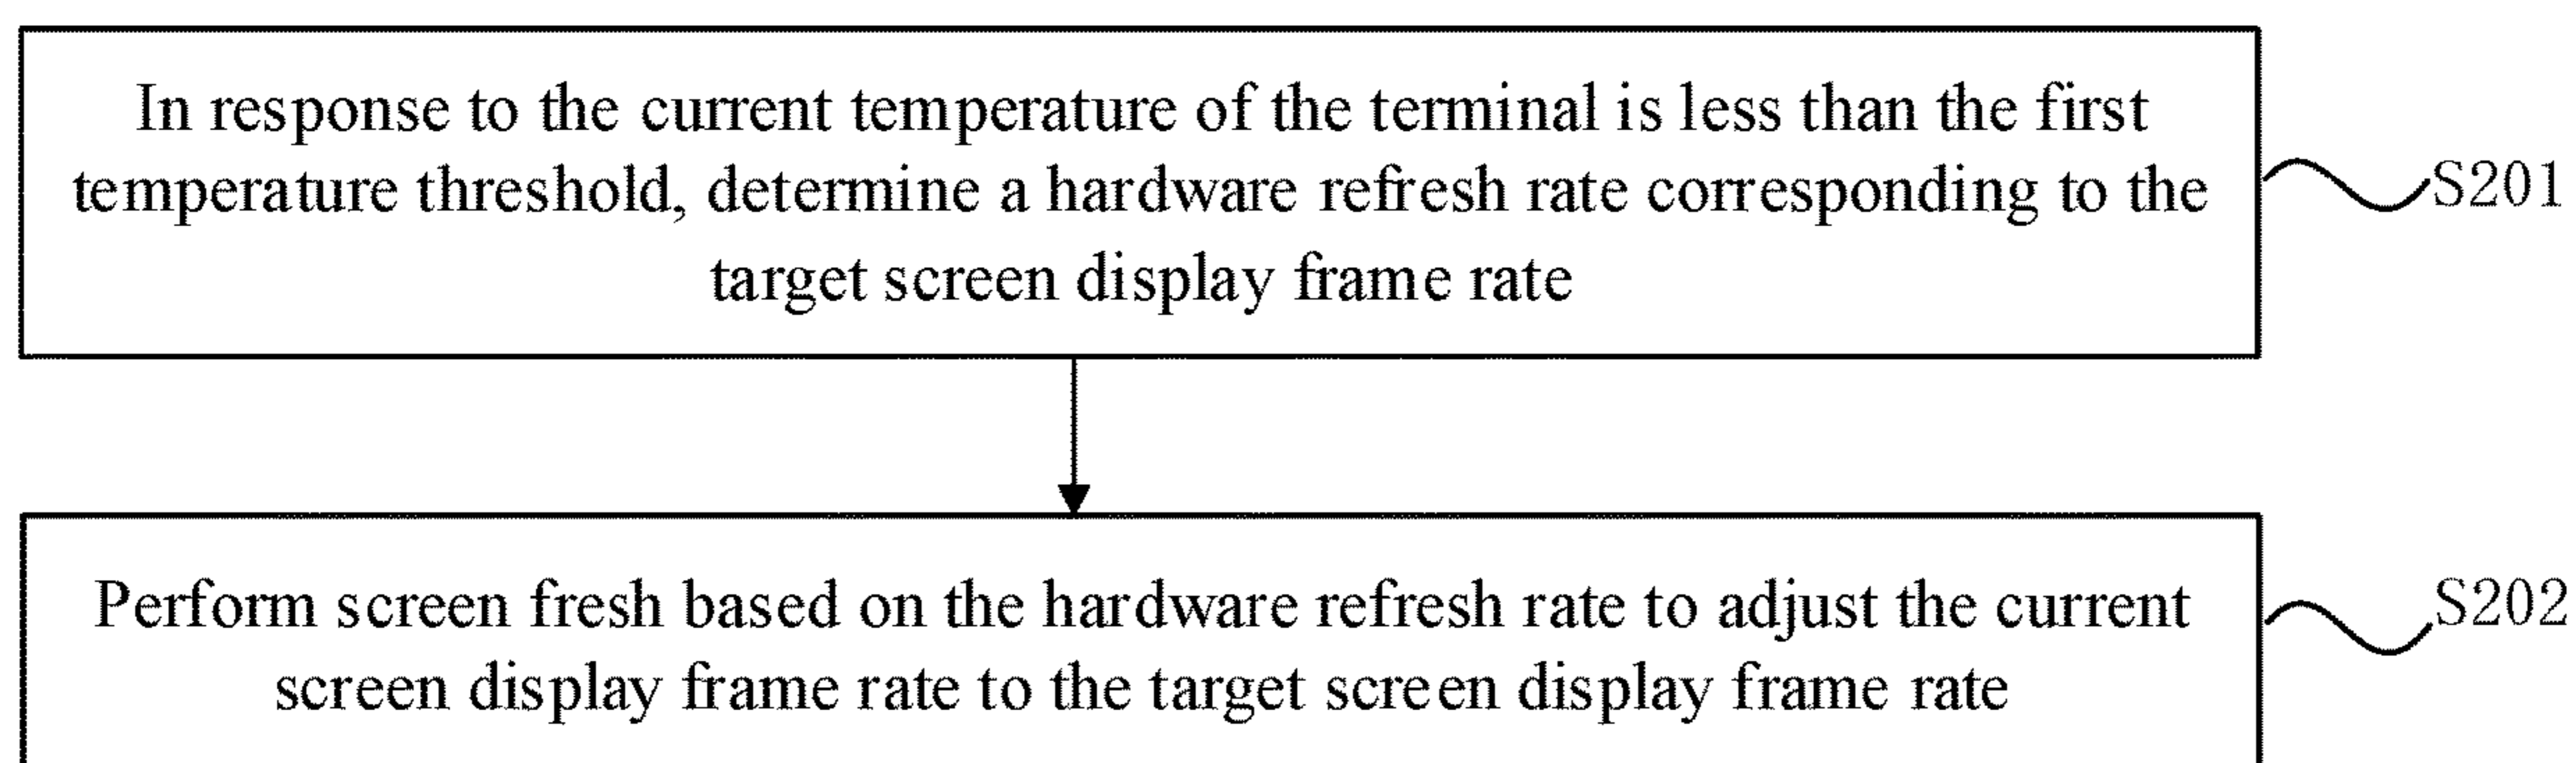 In response to the current temperature of the terminal is less than the first
temperature threshold, determine a hardware refresh rate corresponding to the
target screen display frame rate
S201
Perform screen fresh based on the hardware refresh rate to adjust the current
screen display frame rate to the target screen display frame rate
S202